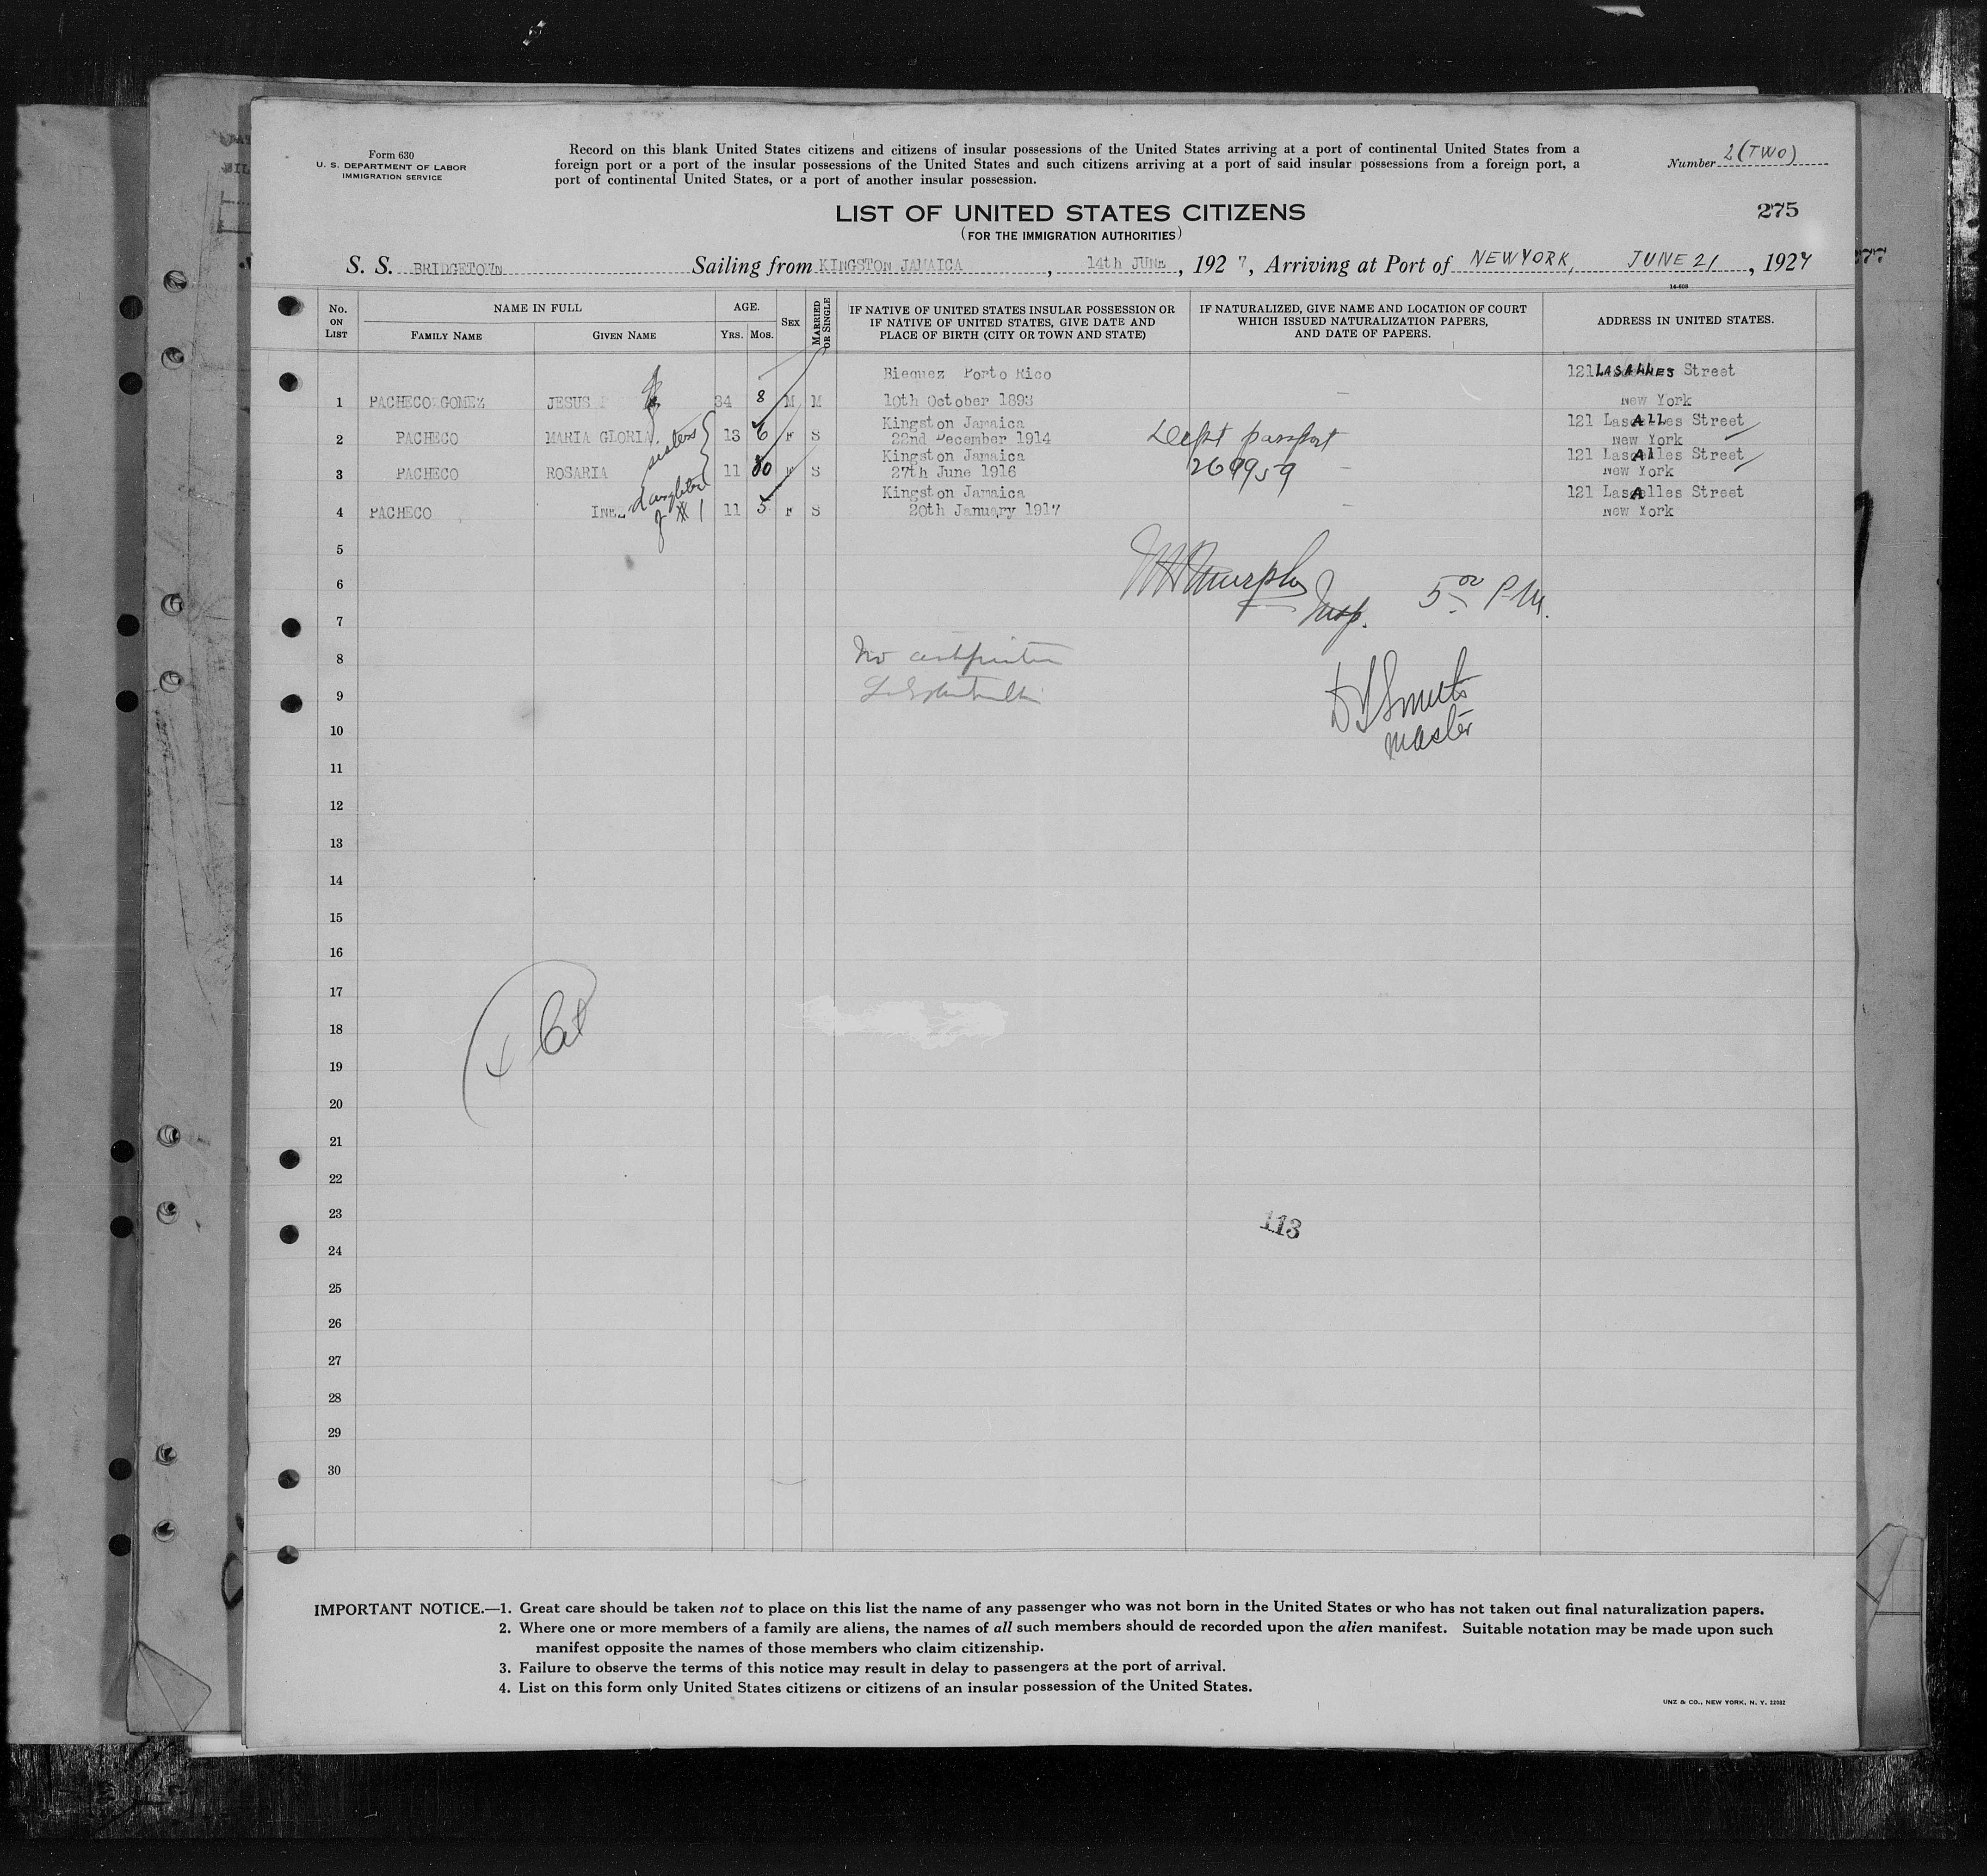 Form 630
U. S. DEPARTMENT OF LABOR
IMMIGRATION SERVICE
Record on this blank United States citizens and citizens of insular possessions of the United States arriving at a port of continental United States from a
foreign port or a port of the insular possessions of the United States and such citizens arriving at a port of said insular possessions from a foreign port, a
port of continental United States, or a port of another insular possession.
Number 2 (TWO)
LIST OF UNITED STATES CITIZENS
(FOR THE IMMIGRATION AUTHORITIES)
275
S. S. BRIDGETOWN Sailing from KINGSTON JAMAICA, 14th JUNE, 1927, Arriving at Port of NEW YORK, JUNE 21, 1927
277
14-603
No. ON LIST
NAME IN FULL
FAMILY NAME
GIVEN NAME
AGE.
Yrs. Mos.
SEX
MARRIED OR SINGLE
IF NATIVE OF UNITED STATES INSULAR POSSESSION OR
IF NATIVE OF UNITED STATES, GIVE DATE AND
PLACE OF BIRTH (CITY OR TOWN AND STATE)
IF NATURALIZED, GIVE NAME AND LOCATION OF COURT
WHICH ISSUED NATURALIZATION PAPERS,
AND DATE OF PAPERS.
ADDRESS IN UNITED STATES.
Biequez Porto Rico 121 LASALLES Street
1 PACHECO GOMEZ JESUS 34 8 M M 10th October 1893 – New York
Kingston Jamaica 121 LasAlles Street
2 PACHECO MARIA GLORIA 13 6 F S 22nd December 1914 Dept passport New York
sisters
Kingston Jamaica 121 LasAlles Street
3 PACHECO ROSARIA 11 10 F S 27th June 1916 269959 – New York
daughters
of #1
Kingston Jamaica 121 LasAlles Street
4 PACHECO INEZ 11 5 F S 20th January 1917 – New York
5
6
W H Murphy Insp. 5 00 P.M.
7
8
No
9
D S Smuts
master
10
11
12
13
14
15
16
17
18
19
20
21
22
23
113
24
25
26
27
28
29
30
IMPORTANT NOTICE.—1. Great care should be taken not to place on this list the name of any passenger who was not born in the United States or who has not taken out final naturalization papers.
2. Where one or more members of a family are aliens, the names of all such members should de recorded upon the alien manifest. Suitable notation may be made upon such
manifest opposite the names of those members who claim citizenship.
3. Failure to observe the terms of this notice may result in delay to passengers at the port of arrival.
4. List on this form only United States citizens or citizens of an insular possession of the United States.
UNZ & CO., NEW YORK, N. Y. 22082